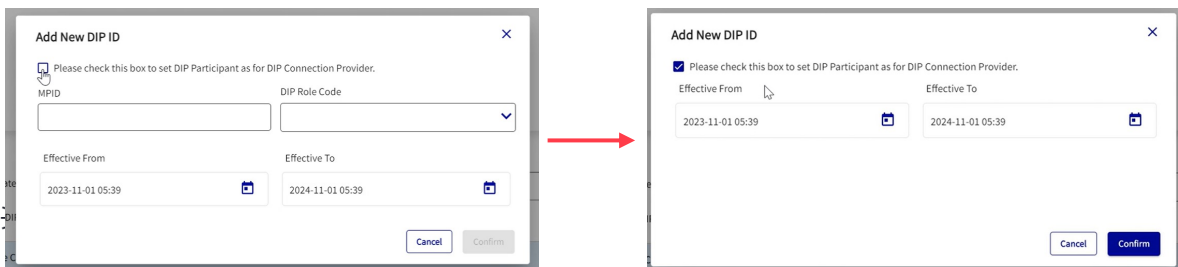 Add New DIP ID
Please check this box to set DIP Participant as for DIP Connection Provider.
MPID
DIP Role Code
Effective From
Effective To
2023-11-01 05:39
2024-11-01 05:39
Cancel
Confirm
Add New DIP ID
Please check this box to set DIP Participant as for DIP Connection Provider.
Effective From
Effective To
2023-11-01 05:39
2024-11-01 05:39
Cancel
Confirm